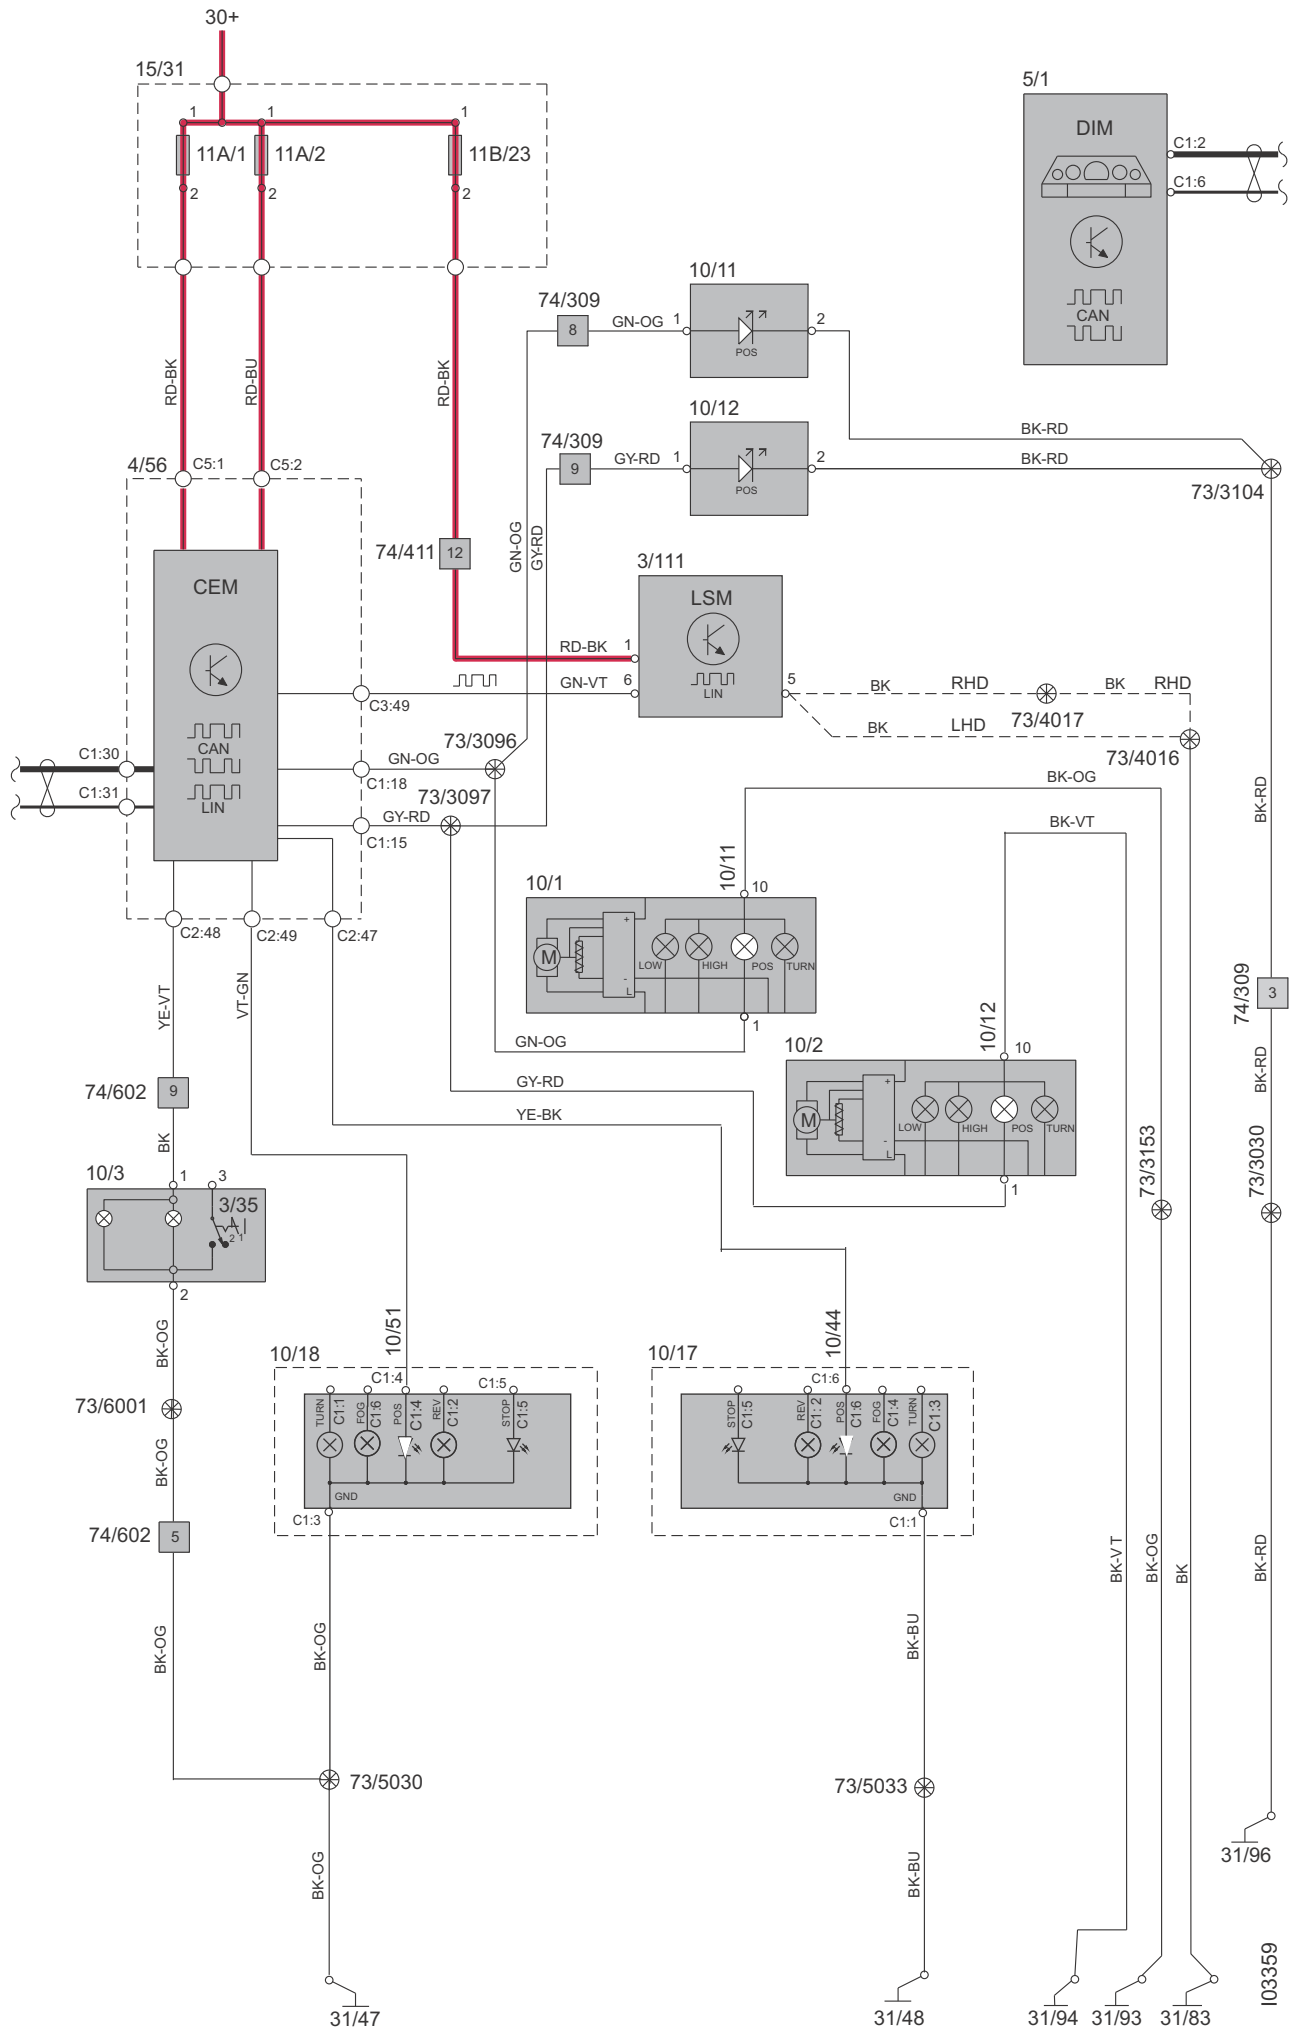 30+
15/31
1
1
1
11A/1
11A/2
11B/23
2
2
2
5/1
DIM
C1:2
C1:6
CAN
RD-BK
RD-BU
RD-BK
74/309
8
GN-OG
1
10/11
POS
2
BK-RD
74/309
9
GY-RD
1
10/12
POS
2
BK-RD
73/3104
4/56
C5:1
C5:2
74/411
12
GN-OG
GY-RD
3/111
LSM
LIN
RD-BK
1
GN-VT
6
5
BK
RHD
BK
RHD
73/4017
BK
LHD
73/4016
CEM
CAN
LIN
C3:49
C1:30
C1:31
GN-OG
73/3096
C1:18
GY-RD
73/3097
C1:15
BK-OG
BK-VT
BK-RD
C2:48
C2:49
C2:47
10/1
10/11
10
M
+
-
L
LOW
HIGH
POS
TURN
1
GN-OG
10/2
10/12
10
M
+
-
L
LOW
HIGH
POS
TURN
1
GY-RD
YE-BK
YE-VT
VT-GN
74/309
3
BK-RD
74/602
9
BK
73/3153
73/3030
10/3
1
3
3/35
2
1
2
BK-OG
73/6001
BK-OG
74/602
5
10/18
10/51
C1:4
C1:5
TURN
C1:1
FOG
C1:6
POS
C1:4
REV
C1:2
STOP
C1:5
GND
C1:3
10/17
10/44
C1:6
STOP
C1:5
REV
C1: 2
POS
C1:6
FOG
C1:4
TURN
C1:3
GND
C1:1
BK-V T
BK-OG
BK
BK-RD
BK-OG
BK-OG
BK-BU
73/5030
73/5033
BK-OG
BK-BU
31/96
31/47
31/48
31/94
31/93
31/83
I03359